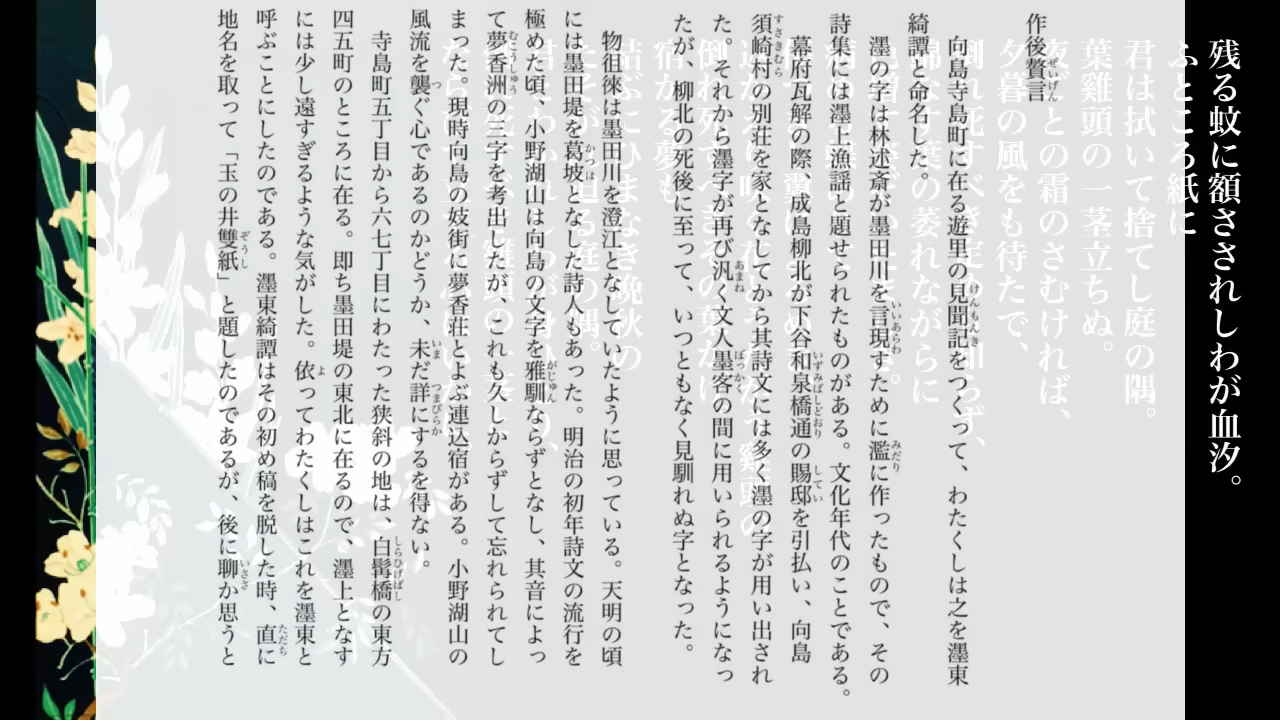 残る蚊に額さされしわが血汐。
ふところ紙に
君は拭いて捨てし庭の隅。
葉雞頭の一茎立ちぬ。
夕暮の風をも待たで、
作後贅言
向島寺島町に在る遊里の見聞記をつくって、わたくしは之を濹東
綺譚と命名した。
濹の字は林述斎が墨田川を言現すために濫に作ったもので、その
詩集には濹上漁謡と題せられたものがある。文化年代のことである。
幕府瓦解の際、成島柳北が下谷和泉橋通の賜邸を引払い、向島
須崎村の別荘を家となしてから其詩文には多く濹の字が用い出され
た。それから濹字が再び汎く文人墨客の間に用いられるようになっ
たが、柳北の死後に至って、いつともなく見馴れぬ字となった。
物徂徠は墨田川を澄江となしていたように思っている。天明の頃
には墨田堤を葛坡となした詩人もあった。明治の初年詩文の流行を
極めた頃、小野湖山は向島の文字を雅馴ならずとなし、其音によっ
て夢香洲の三字を考出したが、これも久しからずして忘れられてし
まった。現時向島の妓街に夢香荘とよぶ連込宿がある。小野湖山の
風流を襲ぐ心であるのかどうか、未だ詳にするを得ない。
寺島町五丁目から六七丁目にわたった狭斜の地は、白髯橋の東方
四五町のところに在る。即ち墨田堤の東北に在るので、濹上となす
には少し遠すぎるような気がした。依ってわたくしはこれを濹東と
呼ぶことにしたのである。濹東綺譚はその初め稿を脱した時、直に
地名を取って「玉の井雙紙」と題したのであるが、後に聊か思うと